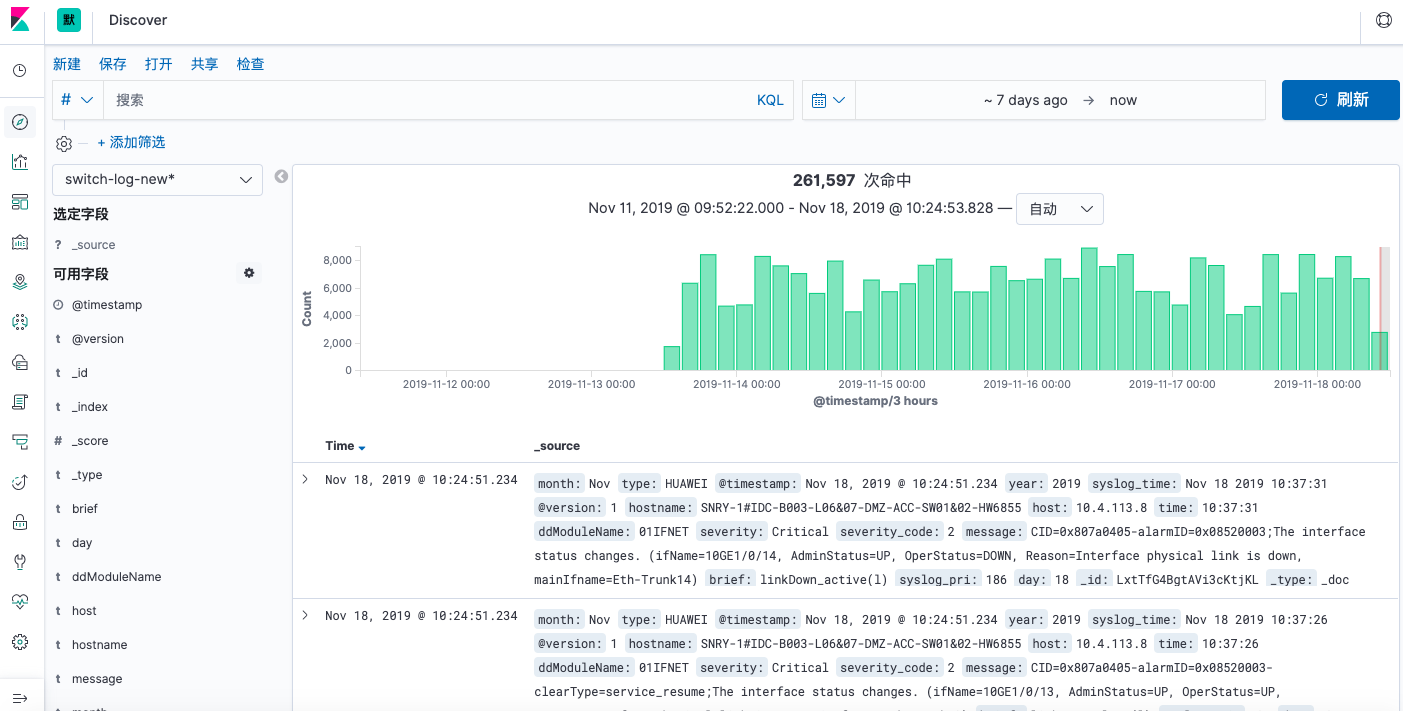 默 Discover
新建 保存 打开 共享 检查
# 搜索 KQL ~ 7 days ago → now 刷新
+ 添加筛选
switch-log-new*
选定字段
? _source
可用字段
@timestamp
t @version
t _id
t _index
# _score
t _type
t brief
t day
t ddModuleName
t host
t hostname
t message
261,597 次命中
Nov 11, 2019 @ 09:52:22.000 - Nov 18, 2019 @ 10:24:53.828 — 自动
Count
8,000
6,000
4,000
2,000
0
2019-11-12 00:00 2019-11-13 00:00 2019-11-14 00:00 2019-11-15 00:00 2019-11-16 00:00 2019-11-17 00:00 2019-11-18 00:00
@timestamp/3 hours
Time _source
Nov 18, 2019 @ 10:24:51.234 month: Nov type: HUAWEI @timestamp: Nov 18, 2019 @ 10:24:51.234 year: 2019 syslog_time: Nov 18 2019 10:37:31
@version: 1 hostname: SNRY-1#IDC-B003-L06&07-DMZ-ACC-SW01&02-HW6855 host: 10.4.113.8 time: 10:37:31
ddModuleName: 01IFNET severity: Critical severity_code: 2 message: CID=0x807a0405-alarmID=0x08520003;The interface
status changes. (ifName=10GE1/0/14, AdminStatus=UP, OperStatus=DOWN, Reason=Interface physical link is down,
mainIfname=Eth-Trunk14) brief: linkDown_active(l) syslog_pri: 186 day: 18 _id: LxtTfG4BgtAVi3cKtjKL _type: _doc
Nov 18, 2019 @ 10:24:51.234 month: Nov type: HUAWEI @timestamp: Nov 18, 2019 @ 10:24:51.234 year: 2019 syslog_time: Nov 18 2019 10:37:26
@version: 1 hostname: SNRY-1#IDC-B003-L06&07-DMZ-ACC-SW01&02-HW6855 host: 10.4.113.8 time: 10:37:26
ddModuleName: 01IFNET severity: Critical severity_code: 2 message: CID=0x807a0405-alarmID=0x08520003-
clearType=service_resume;The interface status changes. (ifName=10GE1/0/13, AdminStatus=UP, OperStatus=UP,